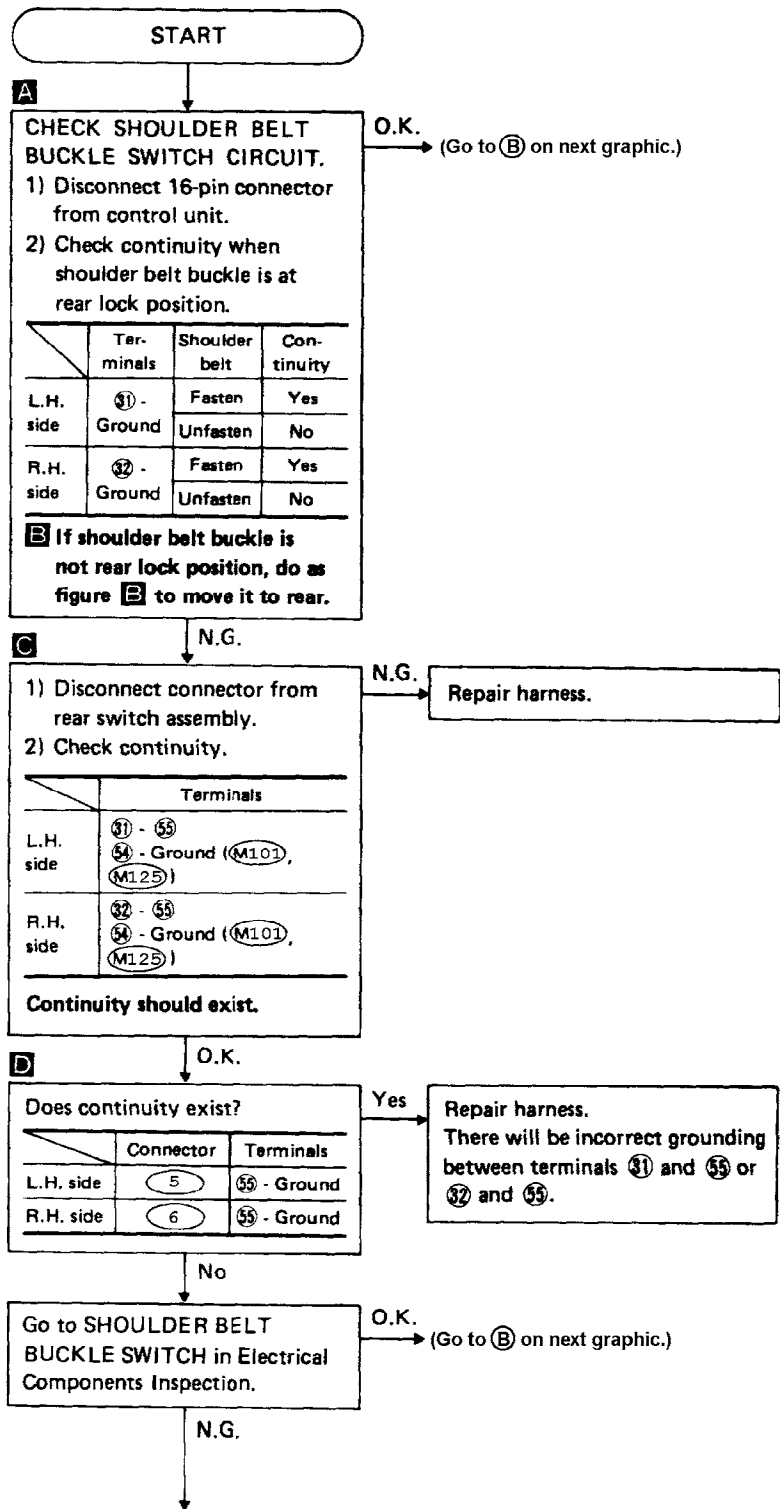 START
A
CHECK SHOULDER BELT
BUCKLE SWITCH CIRCUIT.
1) Disconnect 16-pin connector
from control unit.
2) Check continuity when
shoulder belt buckle is at
rear lock position.
Ter-
minals
Shoulder
belt
Con-
tinuity
L.H.
side
31 -
Ground
Fasten
Yes
Unfasten
No
R.H.
side
32 -
Ground
Fasten
Yes
Unfasten
No
B If shoulder belt buckle is
not rear lock position, do as
figure B to move it to rear.
O.K.
(Go to B on next graphic.)
N.G.
C
1) Disconnect connector from
rear switch assembly.
2) Check continuity.
Terminals
L.H.
side
31 - 55
54 - Ground (M101,
M125)
R.H.
side
32 - 55
54 - Ground (M101,
M125)
Continuity should exist.
N.G.
Repair harness.
O.K.
D
Does continuity exist?
Connector
Terminals
L.H. side
5
55 - Ground
R.H. side
6
55 - Ground
Yes
Repair harness.
There will be incorrect grounding
between terminals 31 and 55 or
32 and 55.
No
Go to SHOULDER BELT
BUCKLE SWITCH in Electrical
Components Inspection.
O.K.
(Go to B on next graphic.)
N.G.